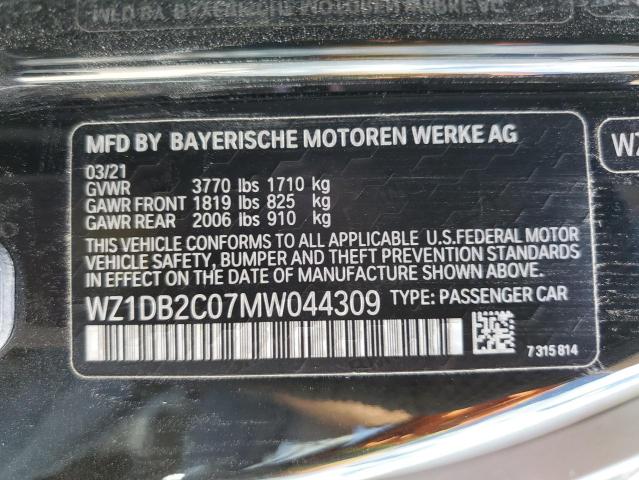 MFD BY BAYERISCHE MOTOREN WERKE AG
03/21
GVWR 3770 lbs 1710 kg
GAWR FRONT 1819 lbs 825 kg
GAWR REAR 2006 lbs 910 kg
THIS VEHICLE CONFORMS TO ALL APPLICABLE U.S.FEDERAL MOTOR
VEHICLE SAFETY, BUMPER AND THEFT PREVENTION STANDARDS
IN EFFECT ON THE DATE OF MANUFACTURE SHOWN ABOVE.
WZ1DB2C07MW044309 TYPE: PASSENGER CAR
7 315 814
WZ